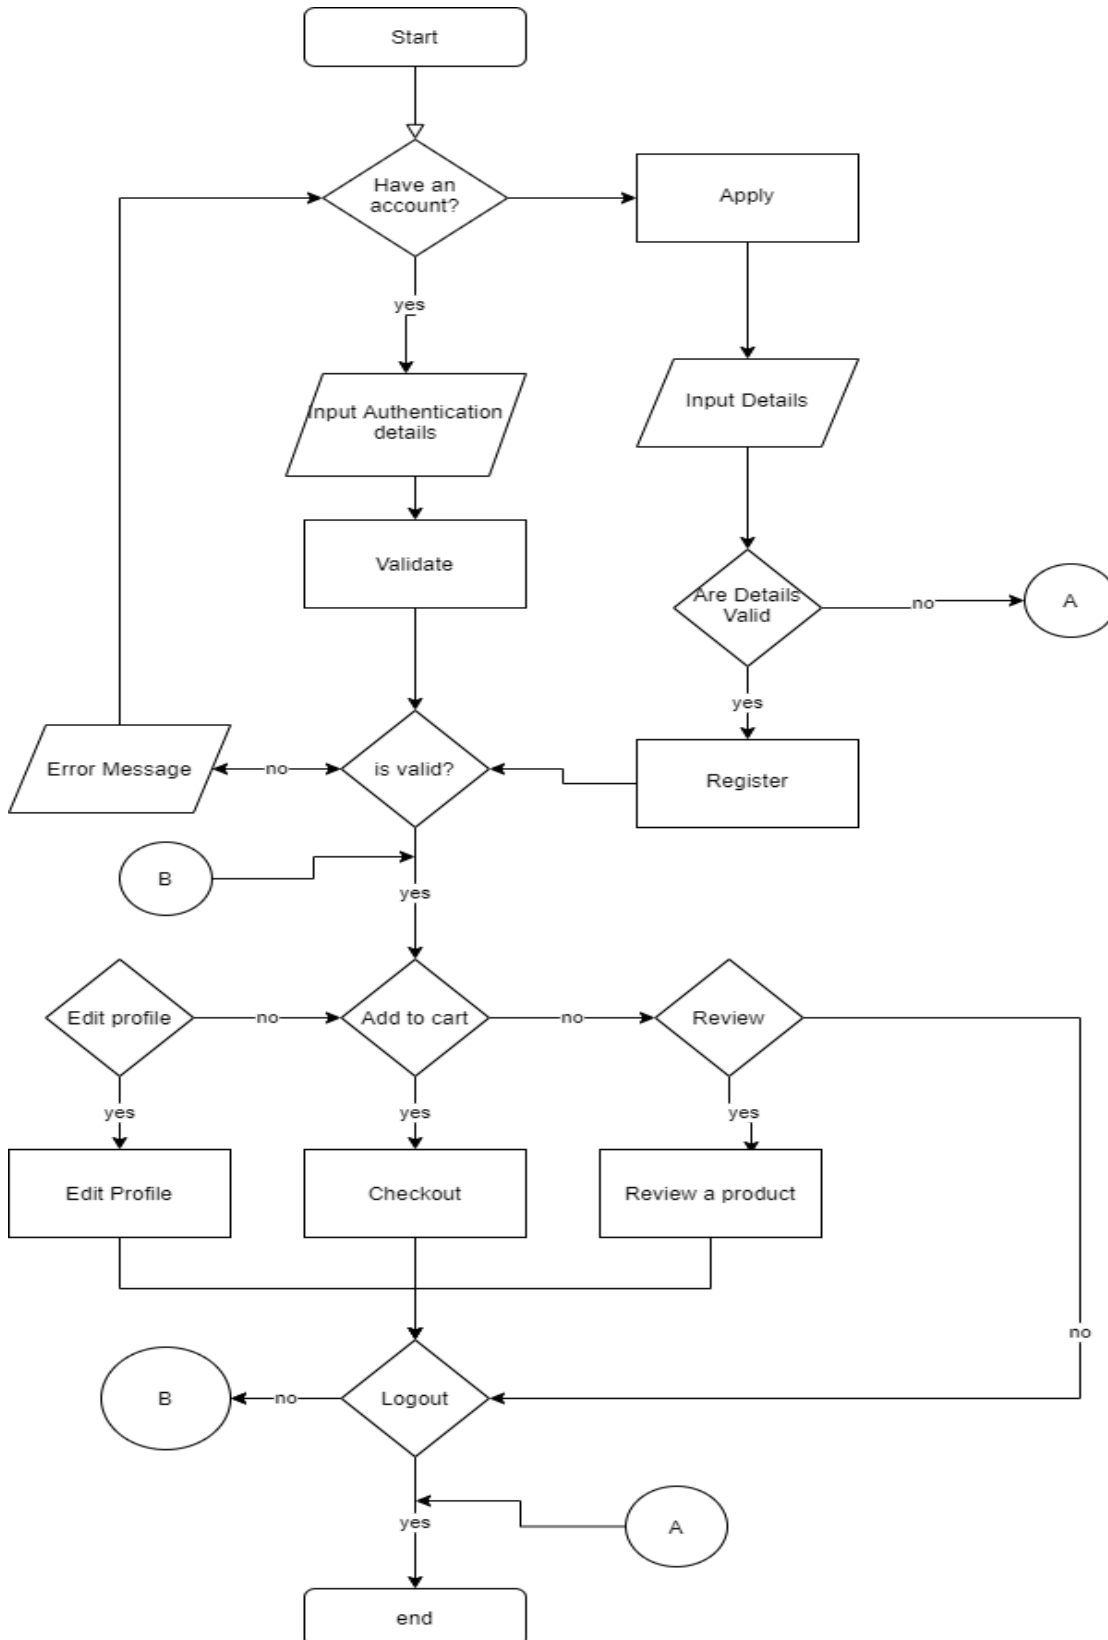 Start
Have an
account?
Apply
yes
Input Authentication
details
Input Details
Validate
Are Details
Valid
no
A
yes
Error Message
no
is valid?
Register
B
yes
Edit profile
no
Add to cart
no
Review
yes
yes
yes
Edit Profile
Checkout
Review a product
no
B
no
Logout
yes
A
end